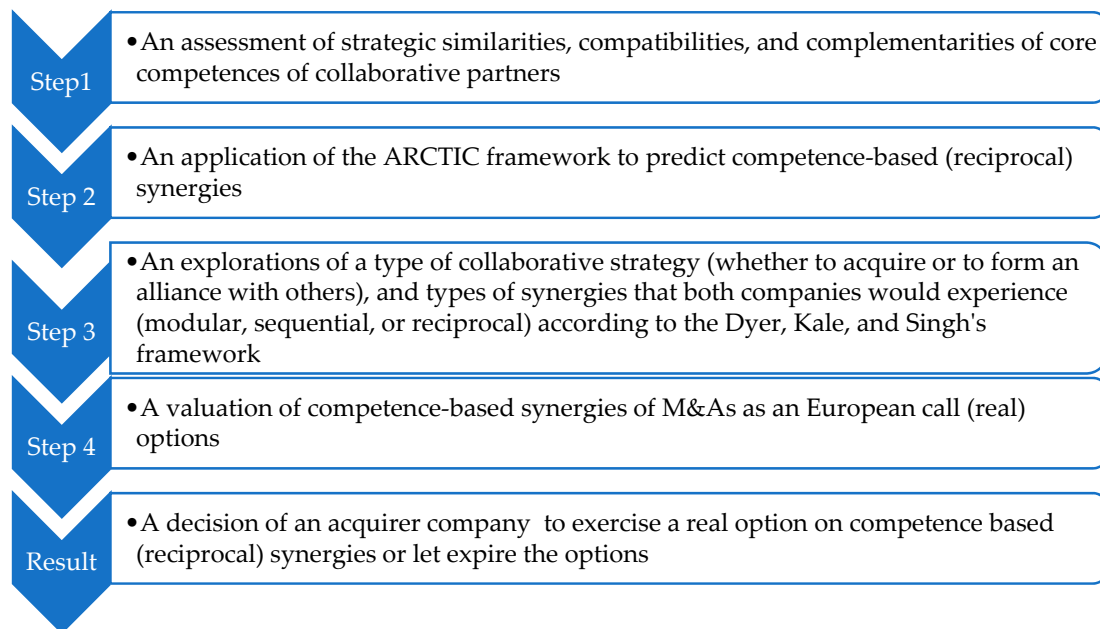 Step1
•An assessment of strategic similarities, compatibilities, and complementarities of core
competences of collaborative partners
Step 2
•An application of the ARCTIC framework to predict competence-based (reciprocal)
synergies
Step 3
•An explorations of a type of collaborative strategy (whether to acquire or to form an
alliance with others), and types of synergies that both companies would experience
(modular, sequential, or reciprocal) according to the Dyer, Kale, and Singh's
framework
Step 4
•A valuation of competence-based synergies of M&As as an European call (real)
options
Result
•A decision of an acquirer company  to exercise a real option on competence based
(reciprocal) synergies or let expire the options